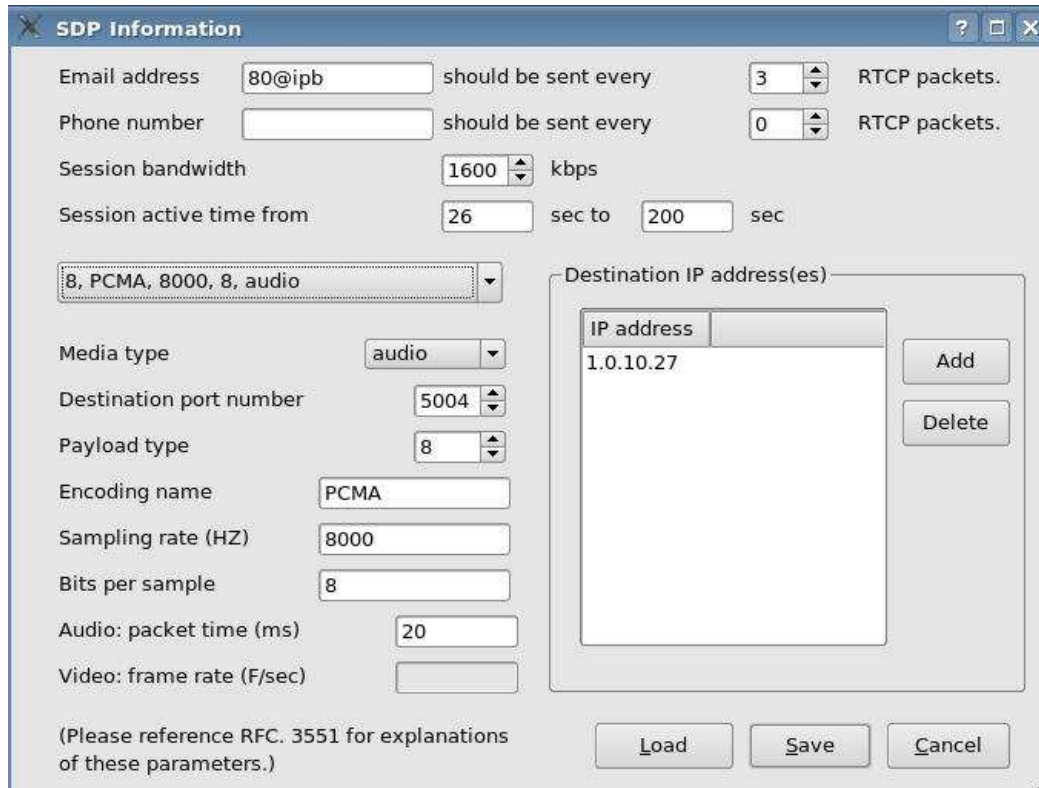 SDP Information
Email address 80@ipb should be sent every 3 RTCP packets.
Phone number should be sent every 0 RTCP packets.
Session bandwidth 1600 kbps
Session active time from 26 sec to 200 sec
8, PCMA, 8000, 8, audio
Media type audio
Destination port number 5004
Payload type 8
Encoding name PCMA
Sampling rate (HZ) 8000
Bits per sample 8
Audio: packet time (ms) 20
Video: frame rate (F/sec)
Destination IP address(es)
IP address
1.0.10.27
Add
Delete
(Please reference RFC. 3551 for explanations
of these parameters.)
Load Save Cancel